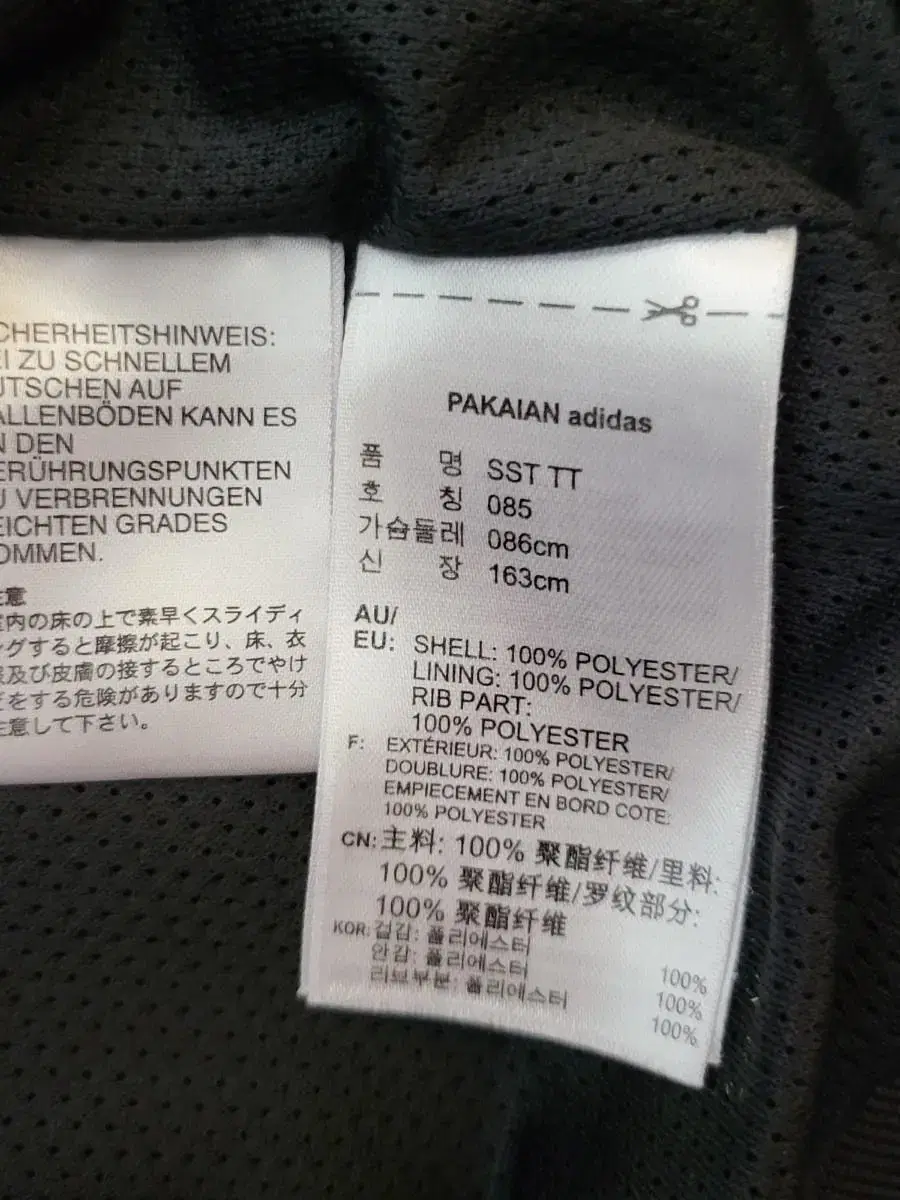 CHERHEITSHINWEIS:
I ZU SCHNELLEM
UTSCHEN AUF
ALLENBÖDEN KANN ES
N DEN
ERÜHRUNGSPUNKTEN
U VERBRENNUNGEN
EICHTEN GRADES
OMMEN.
意
内の床の上で素早くスライディ
グすると摩擦が起こり、床、衣
及び皮膚の接するところでやけ
をする危険がありますので十分
意して下さい。
PAKAIAN adidas
품 명 SST TT
호 칭 085
가슴둘레 086cm
신 장 163cm
AU/
EU: SHELL: 100% POLYESTER/
LINING: 100% POLYESTER/
RIB PART:
100% POLYESTER
F: EXTÉRIEUR: 100% POLYESTER/
DOUBLURE: 100% POLYESTER/
EMPIECEMENT EN BORD COTE:
100% POLYESTER
CN: 主料: 100% 聚酯纤维/里料:
100% 聚酯纤维/罗纹部分:
100% 聚酯纤维
KOR: 겉감: 폴리에스터 100%
안감: 폴리에스터 100%
리브부분: 폴리에스터 100%